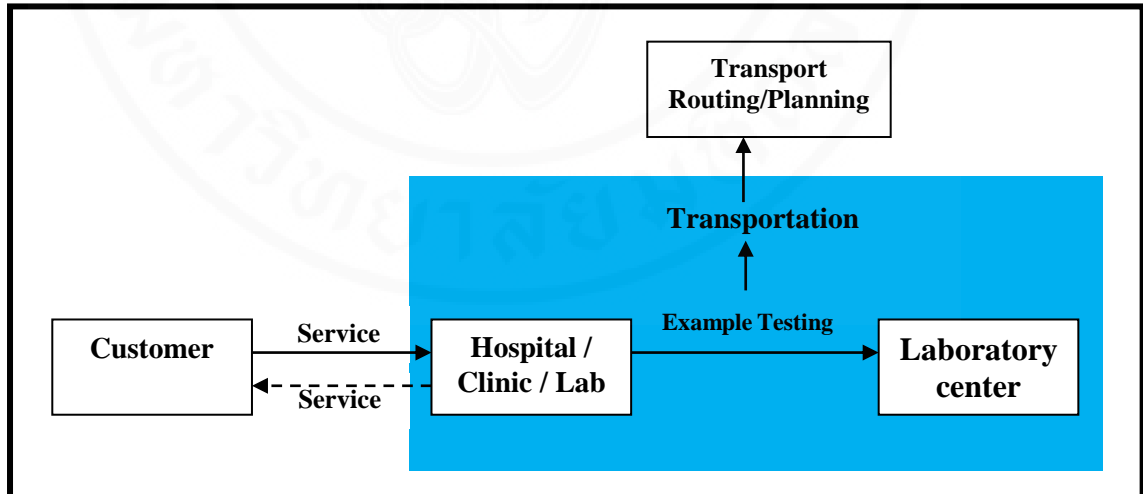 Transport
Routing/Planning
Transportation
Example Testing
Service
Customer
Hospital /
Clinic / Lab
Laboratory
center
Service